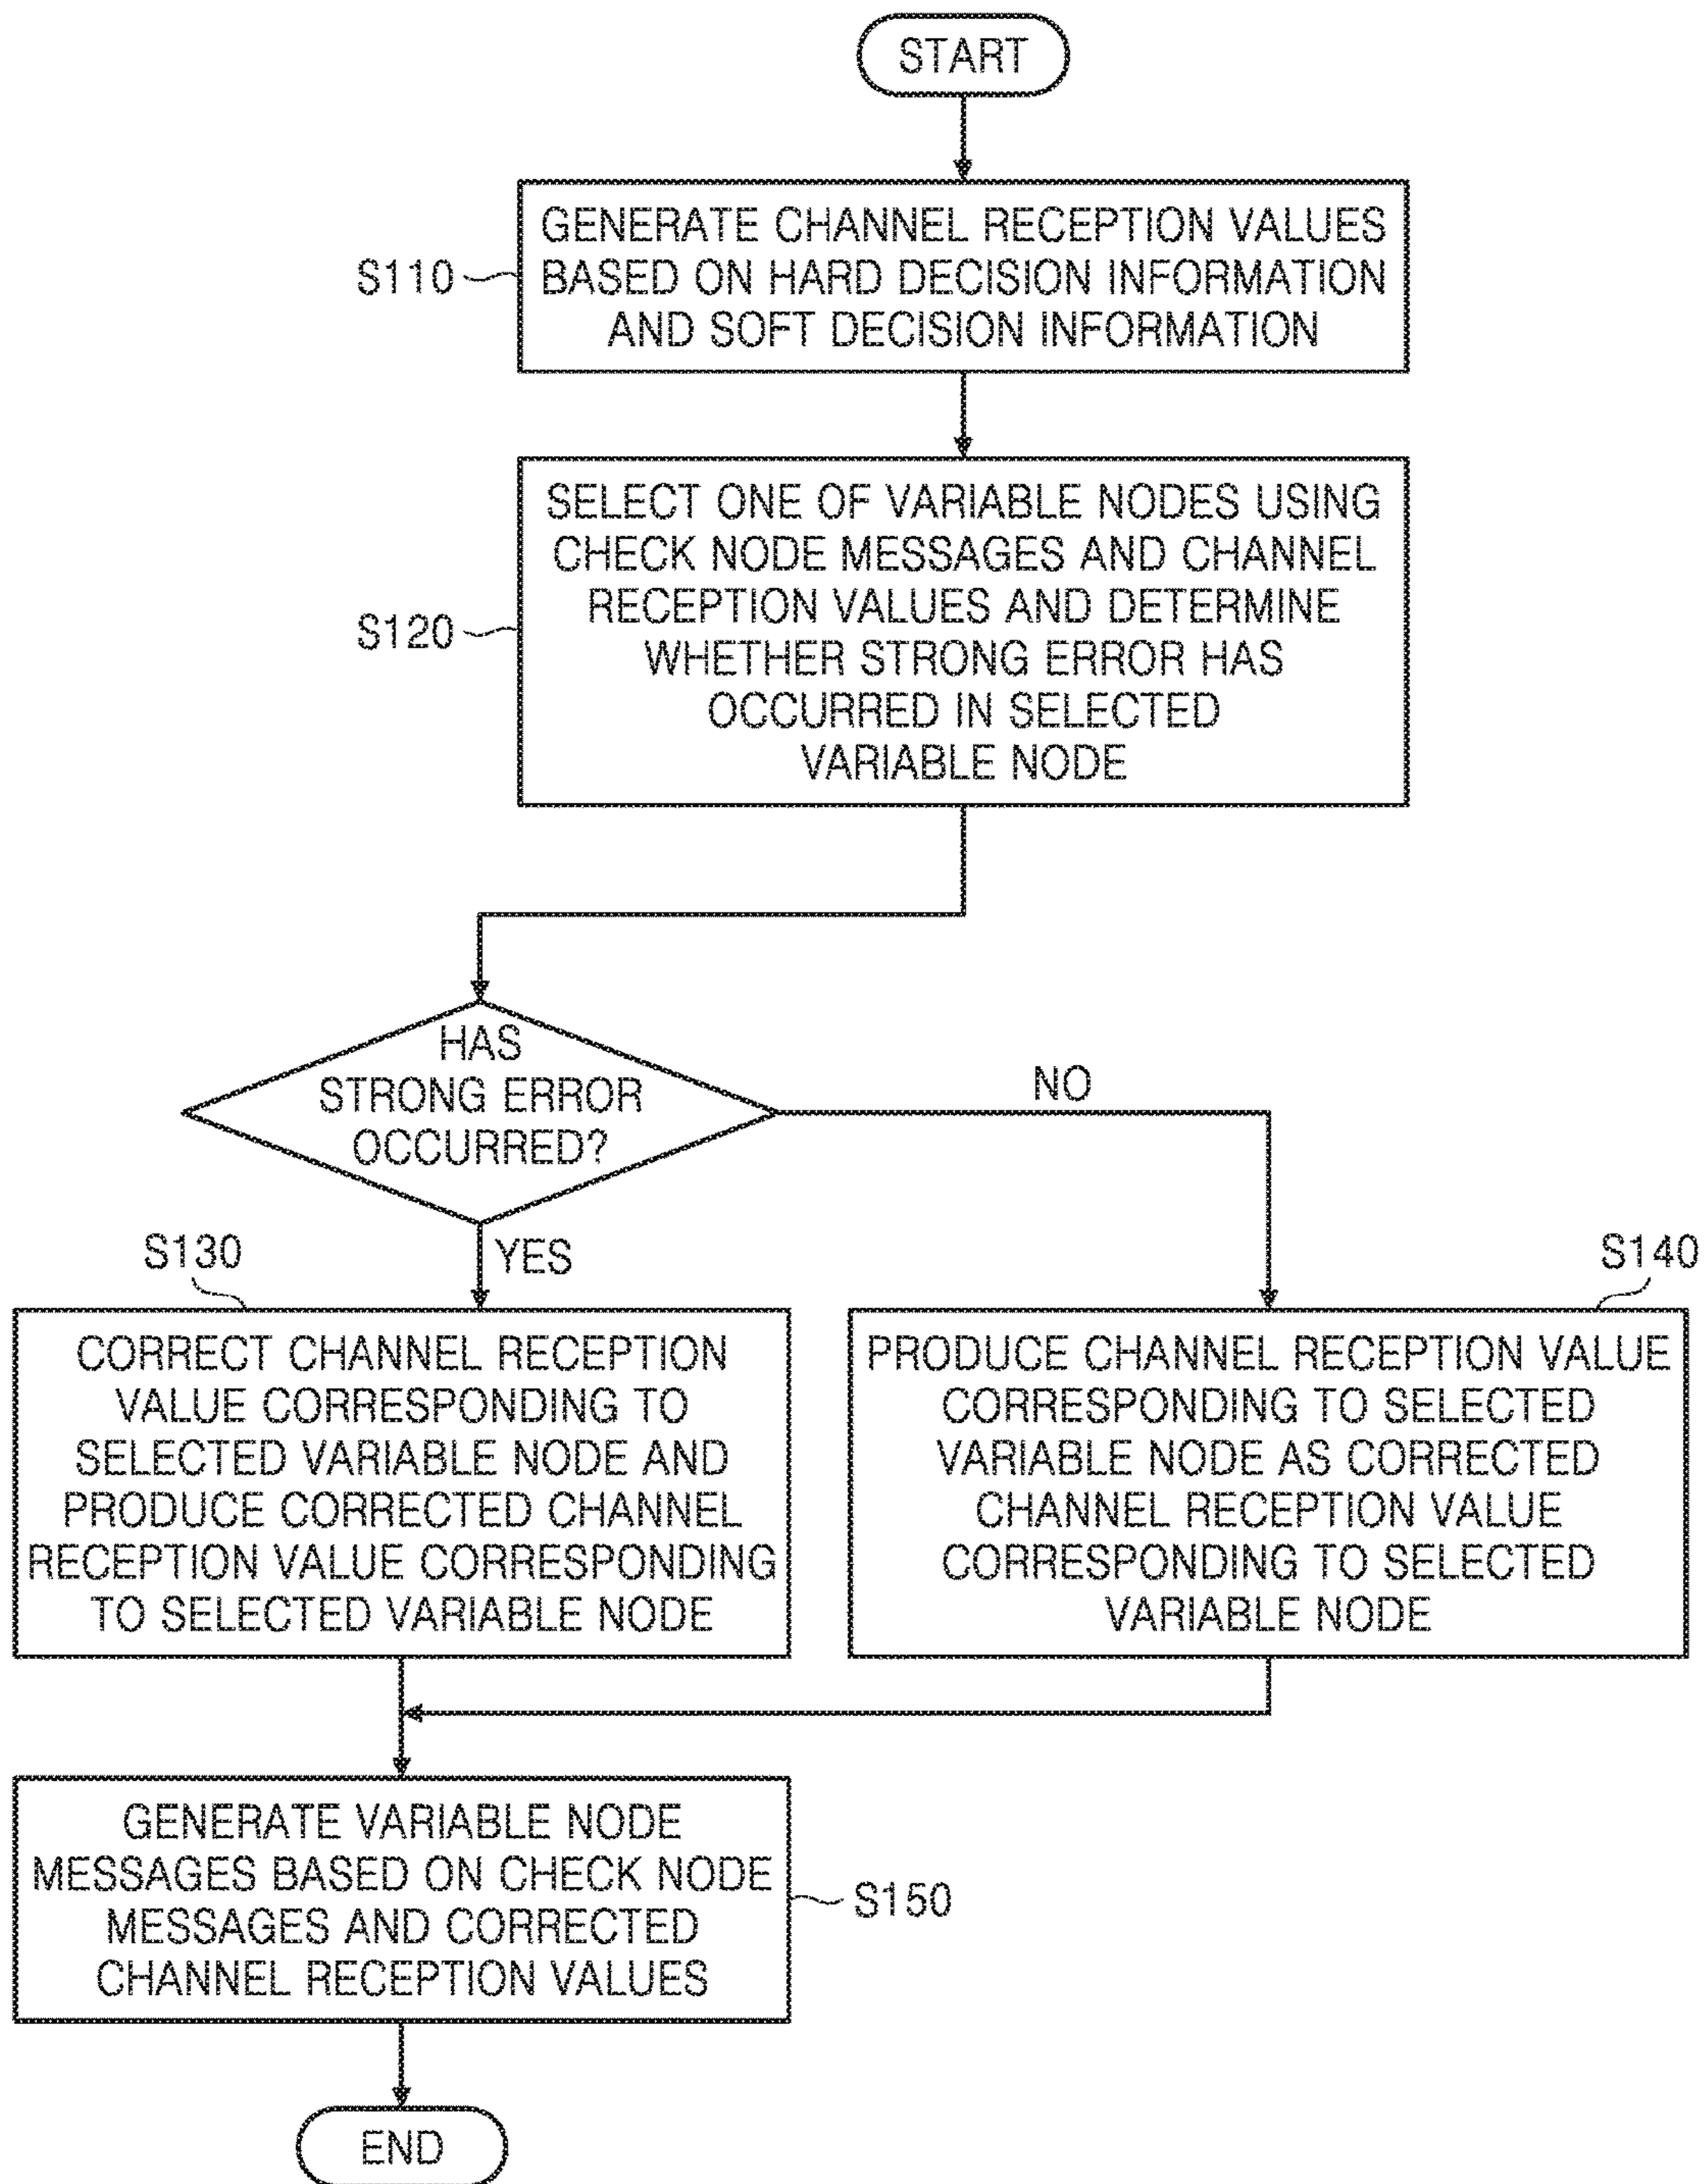 START
GENERATE CHANNEL RECEPTION VALUES
BASED ON HARD DECISION INFORMATION
AND SOFT DECISION INFORMATION
S110
SELECT ONE OF VARIABLE NODES USING
CHECK NODE MESSAGES AND CHANNEL
RECEPTION VALUES AND DETERMINE
WHETHER STRONG ERROR HAS
OCCURRED IN SELECTED
VARIABLE NODE
S120
HAS
STRONG ERROR
OCCURRED?
NO
YES
S130
CORRECT CHANNEL RECEPTION
VALUE CORRESPONDING TO
SELECTED VARIABLE NODE AND
PRODUCE CORRECTED CHANNEL
RECEPTION VALUE CORRESPONDING
TO SELECTED VARIABLE NODE
S140
PRODUCE CHANNEL RECEPTION VALUE
CORRESPONDING TO SELECTED
VARIABLE NODE AS CORRECTED
CHANNEL RECEPTION VALUE
CORRESPONDING TO SELECTED
VARIABLE NODE
GENERATE VARIABLE NODE
MESSAGES BASED ON CHECK NODE
MESSAGES AND CORRECTED
CHANNEL RECEPTION VALUES
S150
END